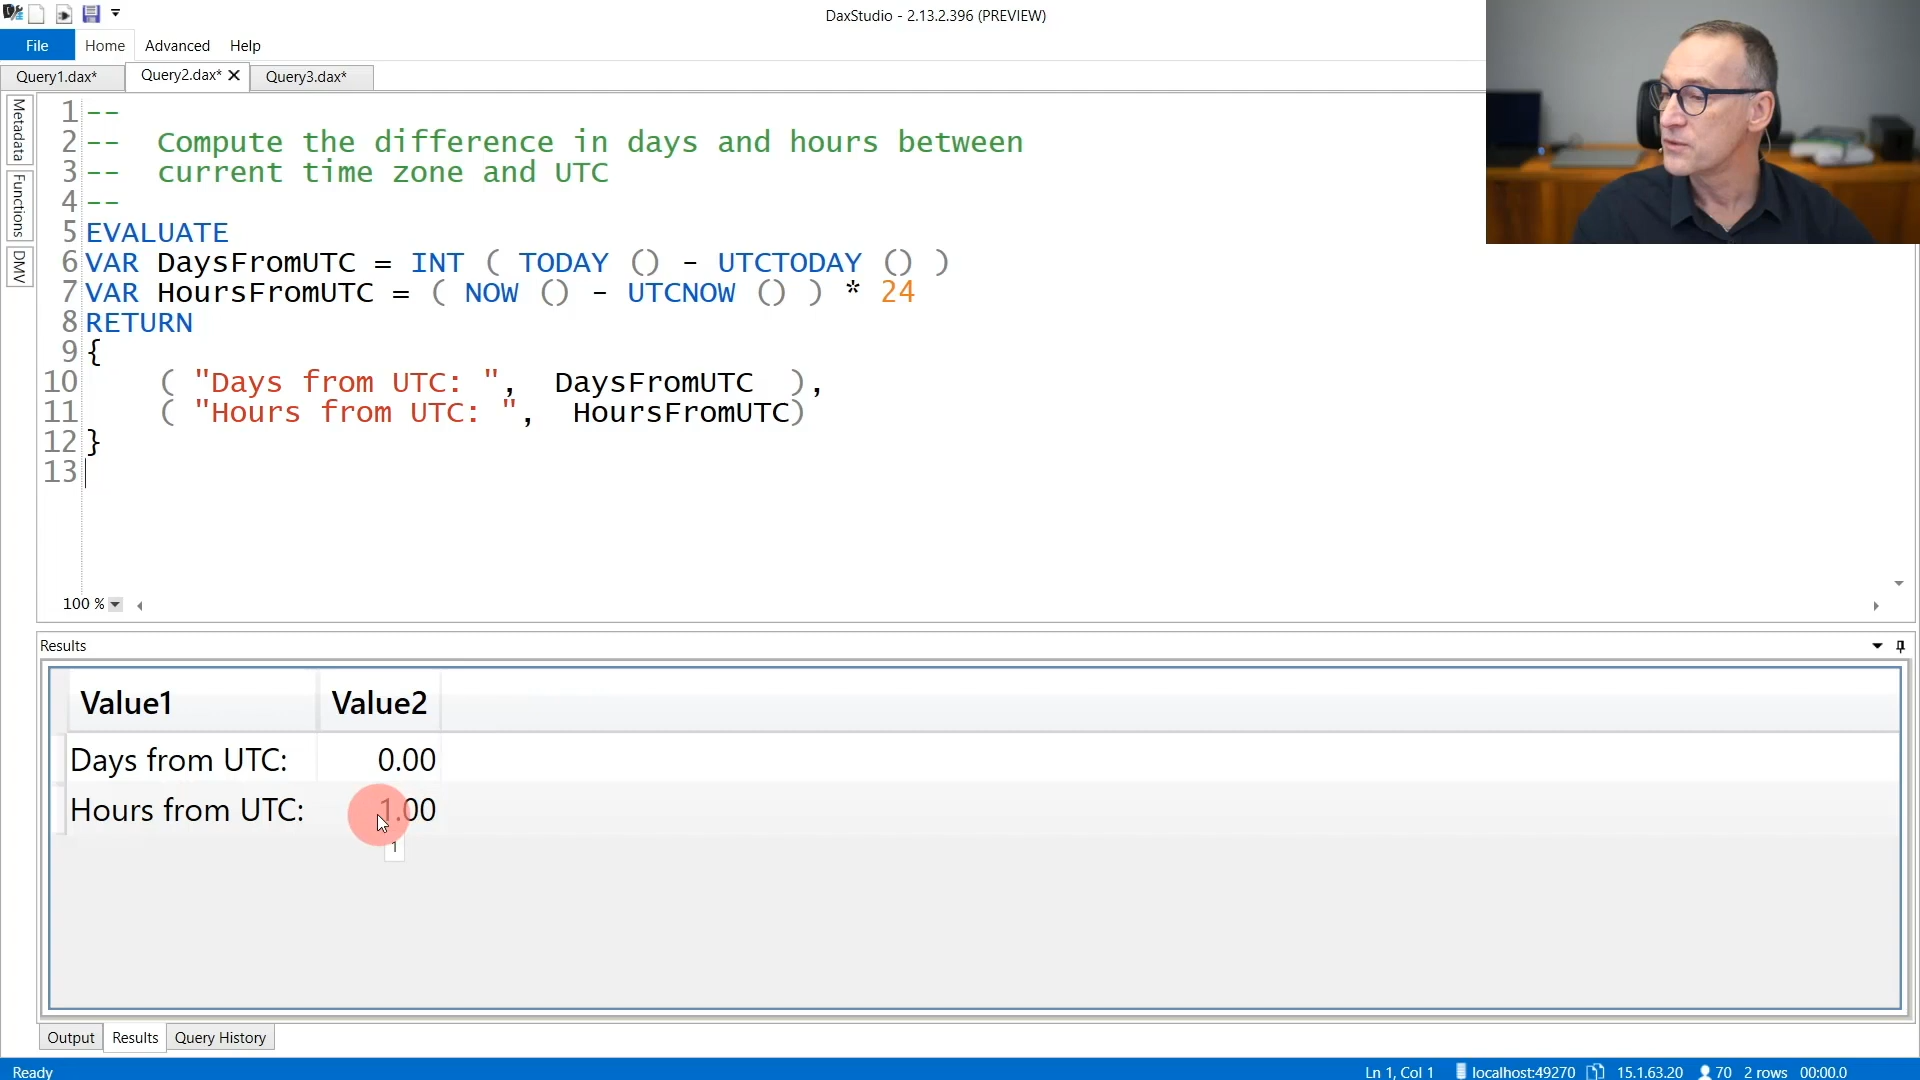 DaxStudio - 2.13.2.396 (PREVIEW)
File Home Advanced Help
Query1.dax* Query2.dax* Query3.dax*
Metadata
Functions
DMV
1 --
2 -- Compute the difference in days and hours between
3 -- current time zone and UTC
4 --
5 EVALUATE
6 VAR DaysFromUTC = INT ( TODAY () - UTCTODAY () )
7 VAR HoursFromUTC = ( NOW () - UTCNOW () ) * 24
8 RETURN
9 {
10 ( "Days from UTC: ", DaysFromUTC ),
11 ( "Hours from UTC: ", HoursFromUTC)
12 }
13
100 %
Results
Value1 Value2
Days from UTC: 0.00
Hours from UTC: 1.00
1
Output Results Query History
Ready Ln 1, Col 1 localhost:49270 15.1.63.20 70 2 rows 00:00.0